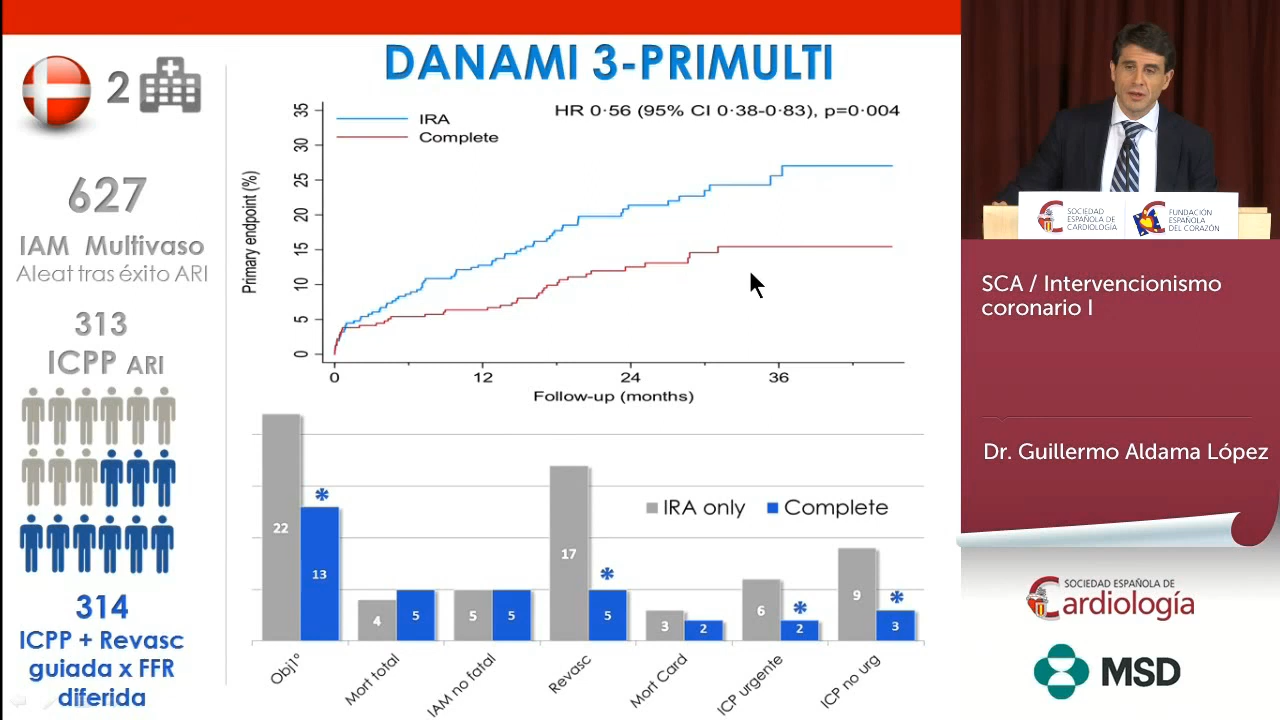 DANAMI 3-PRIMULTI
2
627
IAM Multivaso
Aleat tras éxito ARI
313
ICPP ARI
314
ICPP + Revasc
guiada x FFR
diferida
HR 0·56 (95% CI 0·38-0·83), p=0·004
IRA
Complete
Primary endpoint (%)
35
30
25
20
15
10
5
0
0 12 24 36
Follow-up (months)
IRA only Complete
22 13 4 5 5 5 17 5 3 2 6 2 9 3
* * * *
Obj1º
Mort total
IAM no fatal
Revasc
Mort Card
ICP urgente
ICP no urg
SOCIEDAD
ESPAÑOLA DE
CARDIOLOGÍA
FUNDACIÓN
ESPAÑOLA
DEL CORAZÓN
SCA / Intervencionismo
coronario I
Dr. Guillermo Aldama López
SOCIEDAD ESPAÑOLA DE
Cardiología
MSD